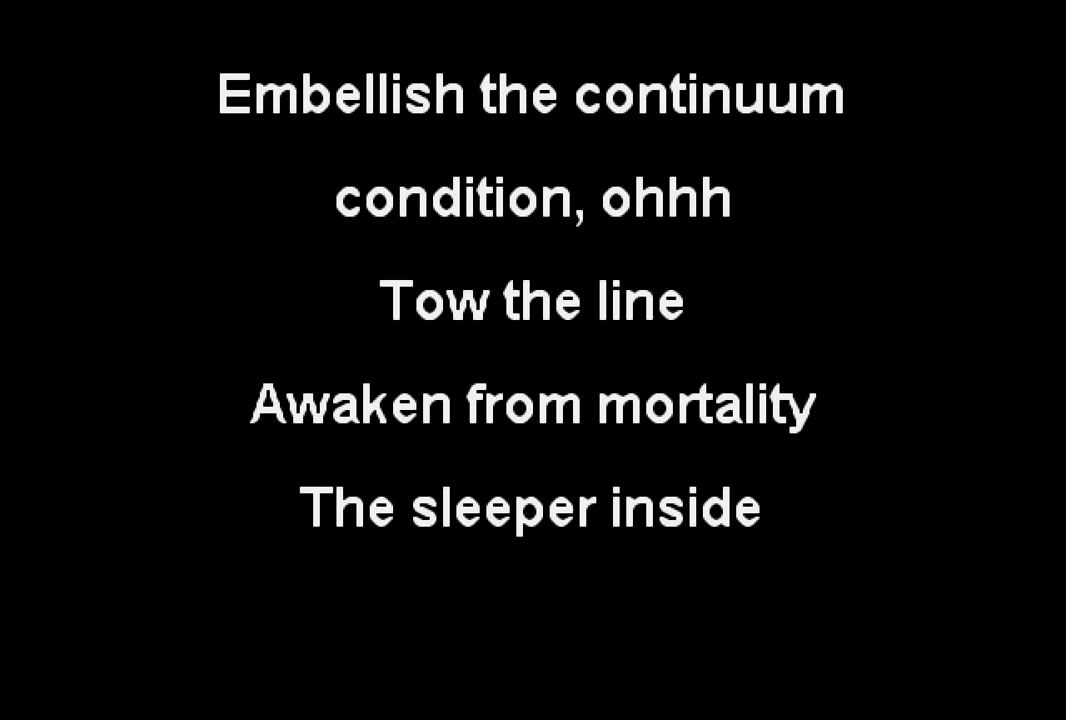 Embellish the continuum
condition, ohhh
Tow the line
Awaken from mortality
The sleeper inside